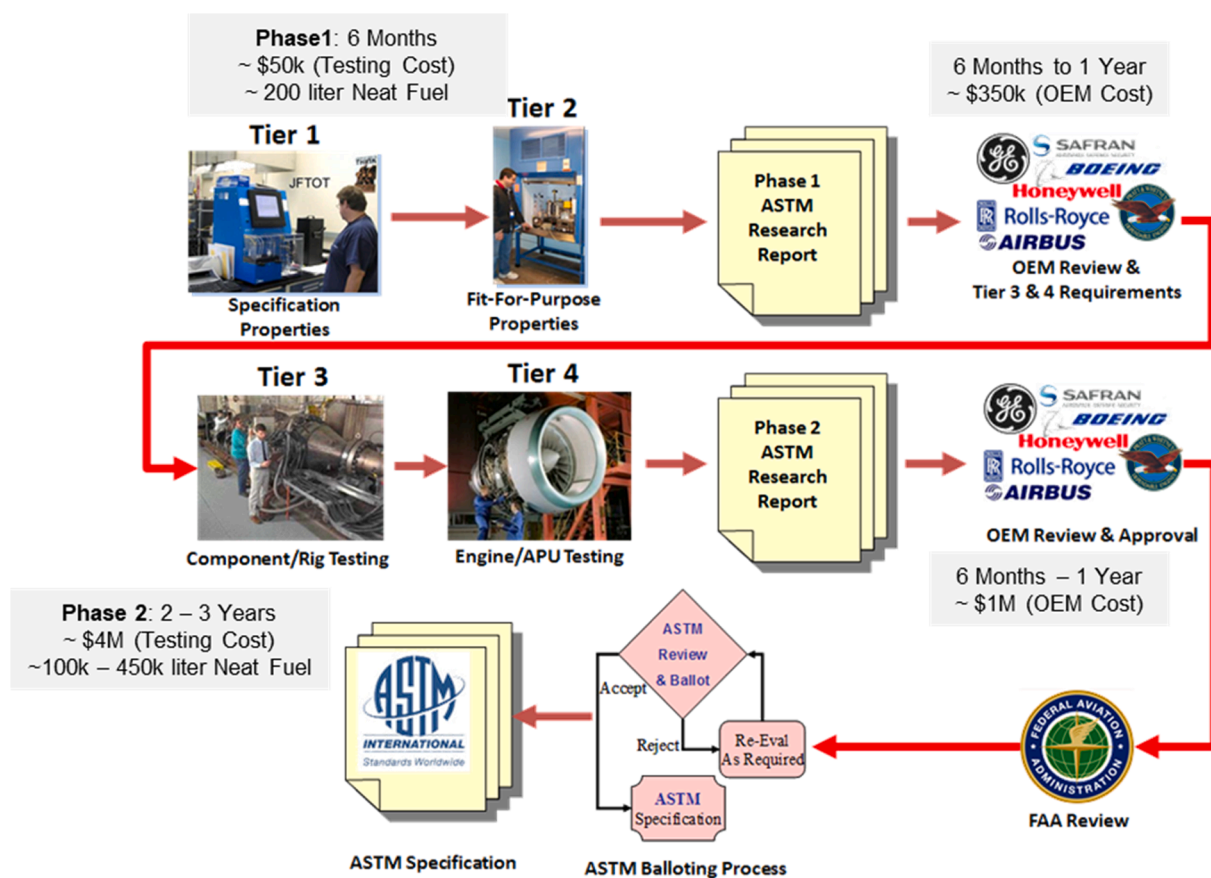 Phase1: 6 Months
~ $50k (Testing Cost)
~ 200 liter Neat Fuel
6 Months to 1 Year
~ $350k (OEM Cost)
Tier 1
Tier 2
JFTOT
Specification
Properties
Fit-For-Purpose
Properties
Phase 1
ASTM
Research
Report
GE
SAFRAN
BOEING
Honeywell
Rolls-Royce
AIRBUS
OEM Review &
Tier 3 & 4 Requirements
Tier 3
Tier 4
Component/Rig Testing
Engine/APU Testing
Phase 2
ASTM
Research
Report
GE
SAFRAN
BOEING
Honeywell
Rolls-Royce
AIRBUS
OEM Review & Approval
6 Months – 1 Year
~ $1M (OEM Cost)
Phase 2: 2 – 3 Years
~ $4M (Testing Cost)
~100k – 450k liter Neat Fuel
ASTM
INTERNATIONAL
Standards Worldwide
ASTM Specification
ASTM
Review
& Ballot
Accept
Reject
Re-Eval
As Required
ASTM
Specification
ASTM Balloting Process
FEDERAL AVIATION
ADMINISTRATION
FAA Review